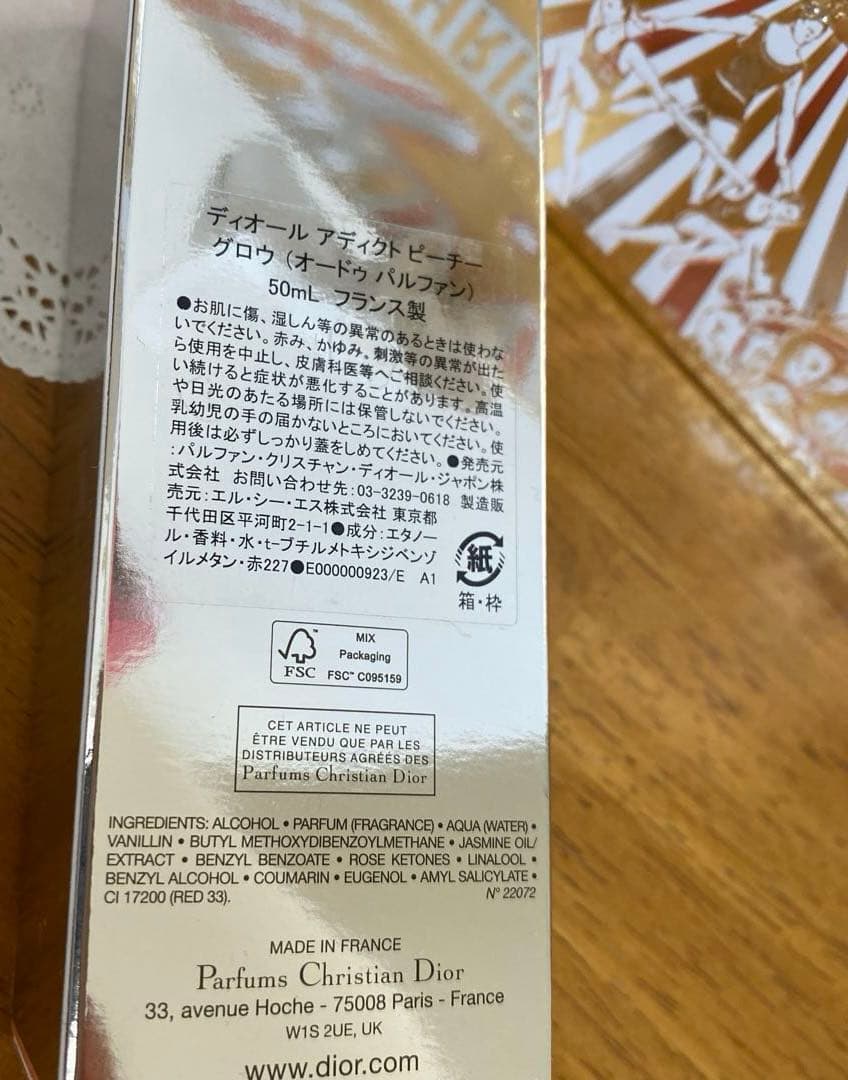 ディオール アディクト ピーチー
グロウ (オードゥ パルファン)
50mL フランス製
●お肌に傷、湿しん等の異常のあるときは使わな
いでください。赤み、かゆみ、刺激等の異常が出た
ら使用を中止し、皮膚科医等へご相談ください。使
い続けると症状が悪化することがあります。高温
や日光のあたる場所には保管しないでください。
乳幼児の手の届かないところにおいてください。使
用後は必ずしっかり蓋をしめてください。●発売元
:パルファン・クリスチャン・ディオール・ジャポン株
式会社 お問い合わせ先:03-3239-0618 製造販
売元:エル・シー・エス株式会社 東京都
千代田区平河町2-1-1●成分:エタノー
ル・香料・水・t-ブチルメトキシジベンゾ
イルメタン・赤227●E000000923/E A1
紙
箱・枠
MIX
Packaging
FSC FSC™ C095159
CET ARTICLE NE PEUT
ÊTRE VENDU QUE PAR LES
DISTRIBUTEURS AGRÉÉS DES
Parfums Christian Dior
INGREDIENTS: ALCOHOL • PARFUM (FRAGRANCE) • AQUA (WATER) •
VANILLIN • BUTYL METHOXYDIBENZOYLMETHANE • JASMINE OIL/
EXTRACT • BENZYL BENZOATE • ROSE KETONES • LINALOOL •
BENZYL ALCOHOL • COUMARIN • EUGENOL • AMYL SALICYLATE •
CI 17200 (RED 33). N° 22072
MADE IN FRANCE
Parfums Christian Dior
33, avenue Hoche - 75008 Paris - France
W1S 2UE, UK
www.dior.com